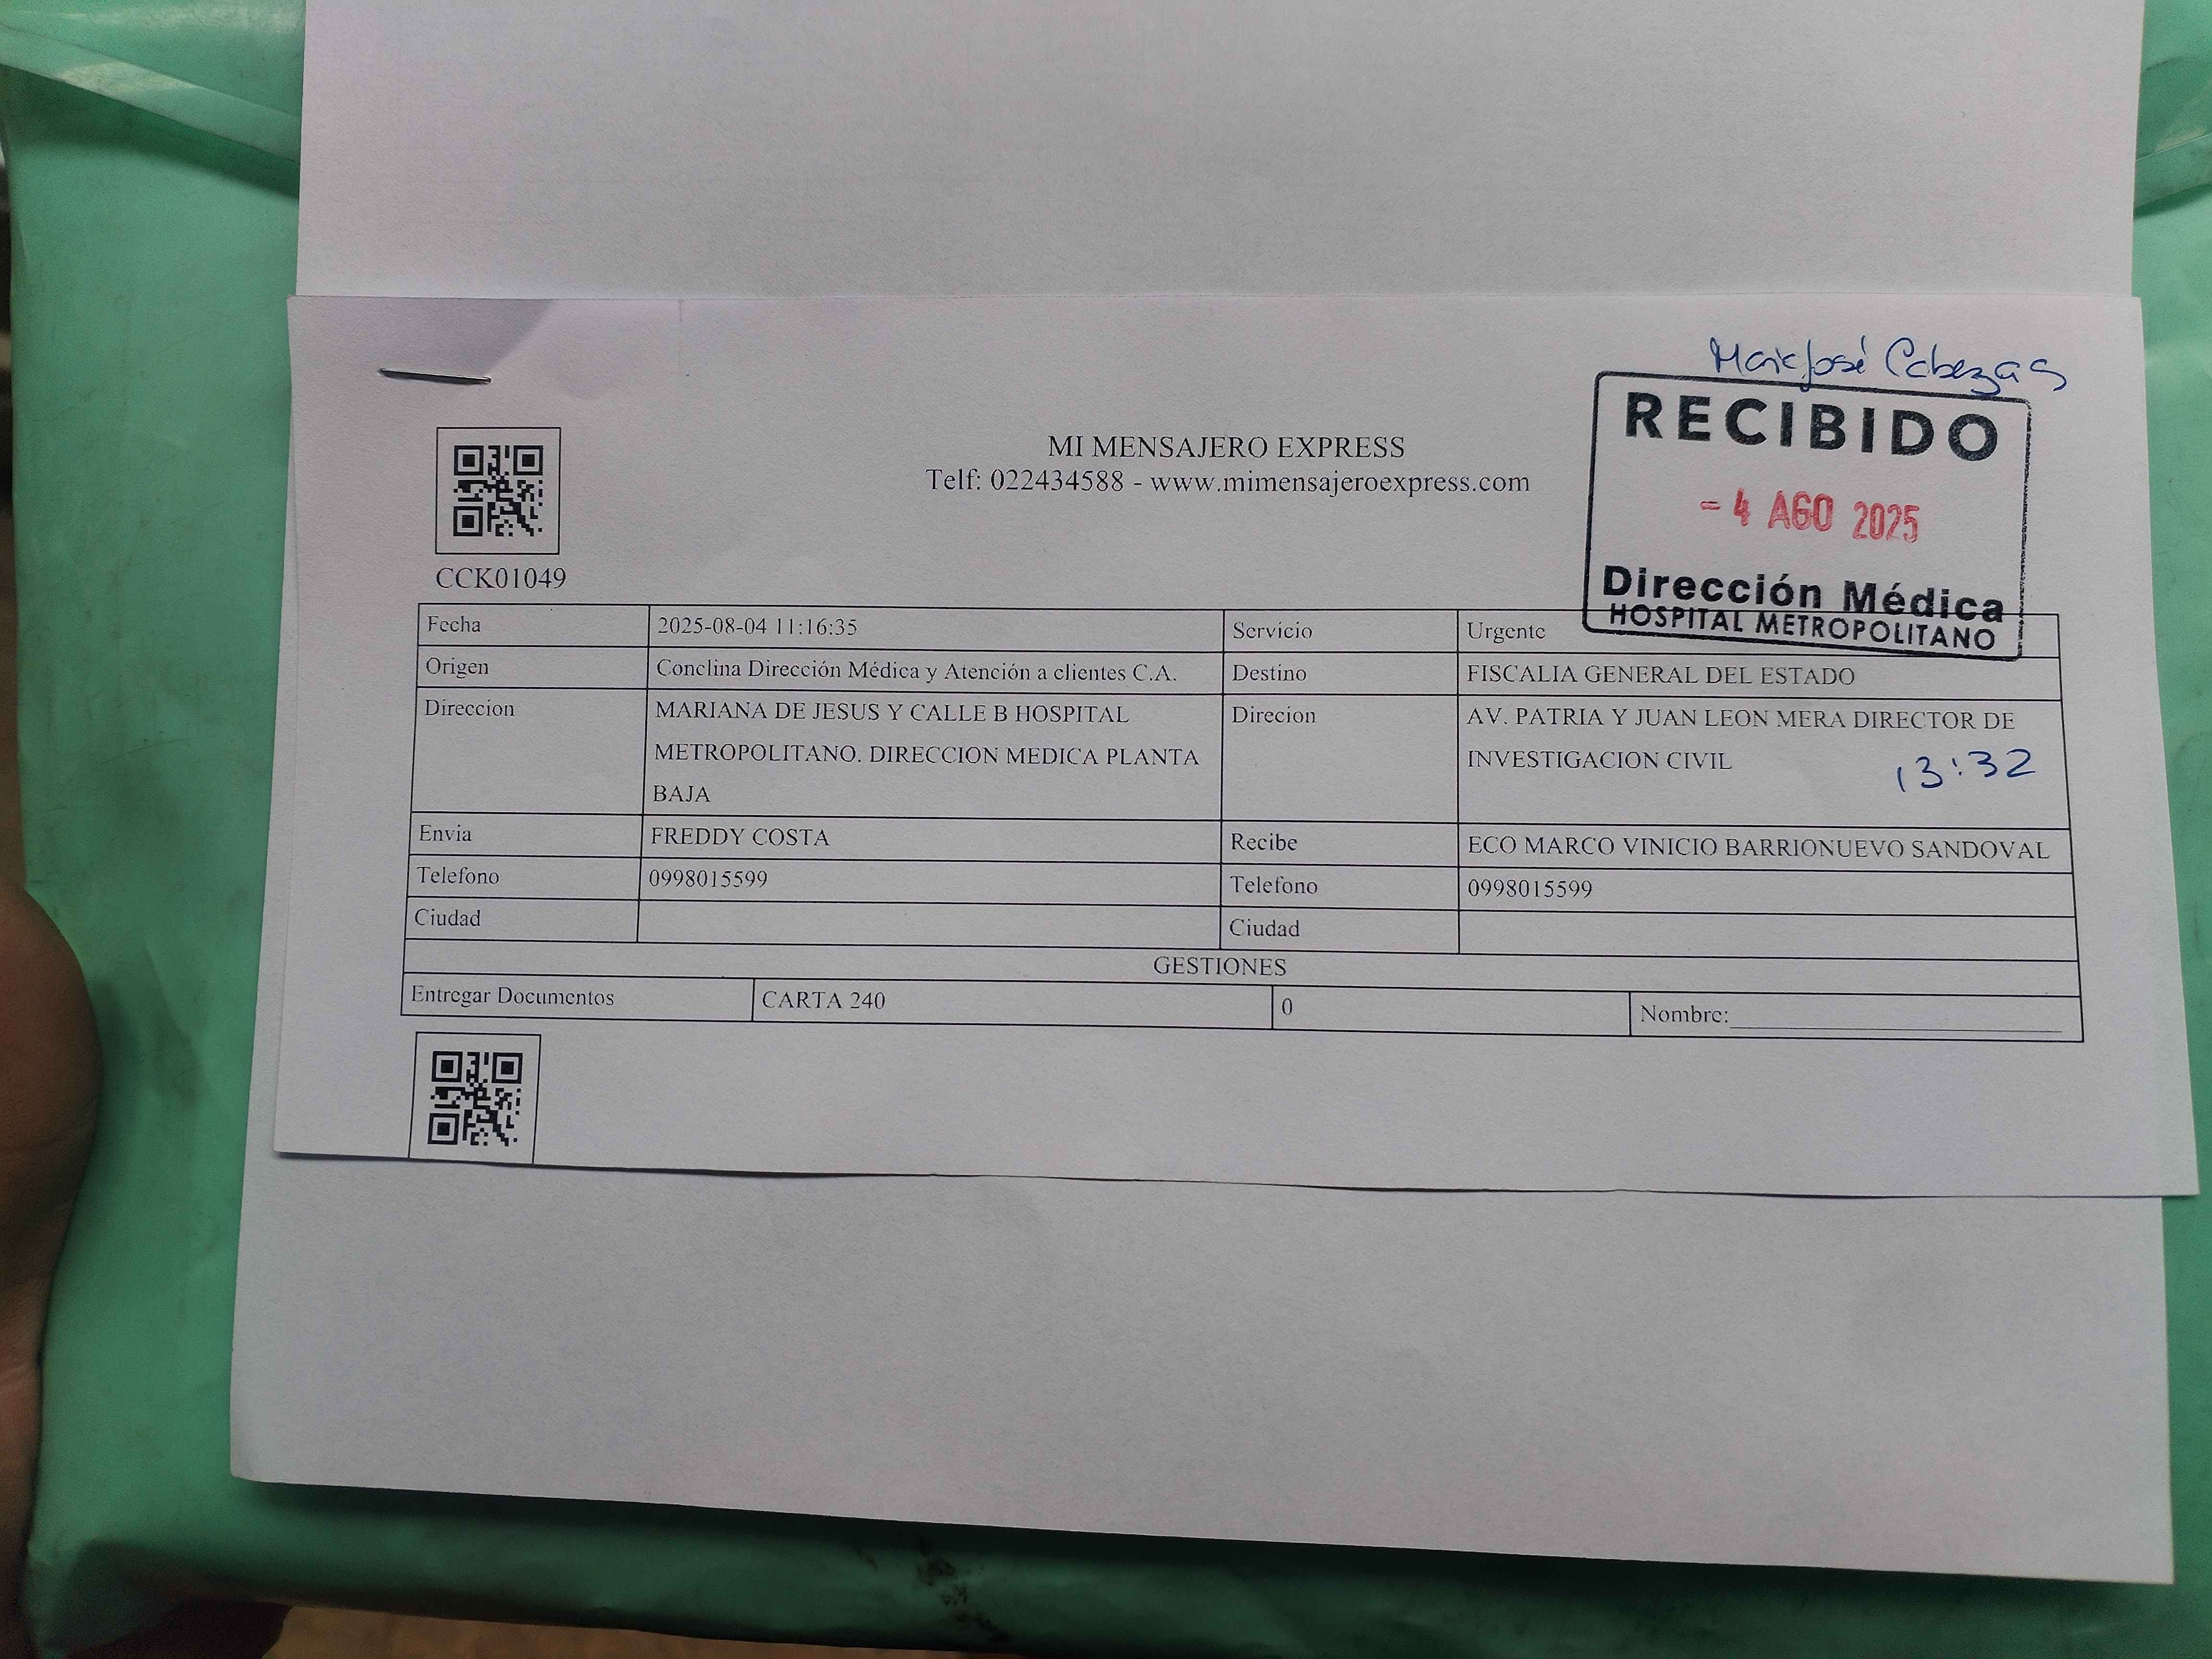 MariaJosé Cabezas
RECIBIDO
- 4 AGO 2025
Dirección Médica
HOSPITAL METROPOLITANO
MI MENSAJERO EXPRESS
Telf: 022434588 - www.mimensajeroexpress.com
CCK01049
Fecha 2025-08-04 11:16:35 Servicio Urgente
Origen Conclina Dirección Médica y Atención a clientes C.A. Destino FISCALIA GENERAL DEL ESTADO
Direccion MARIANA DE JESUS Y CALLE B HOSPITAL Direcion AV. PATRIA Y JUAN LEON MERA DIRECTOR DE
METROPOLITANO. DIRECCION MEDICA PLANTA INVESTIGACION CIVIL 13:32
BAJA
Envia FREDDY COSTA Recibe ECO MARCO VINICIO BARRIONUEVO SANDOVAL
Telefono 0998015599 Telefono 0998015599
Ciudad Ciudad
GESTIONES
Entregar Documentos CARTA 240 0 Nombre: